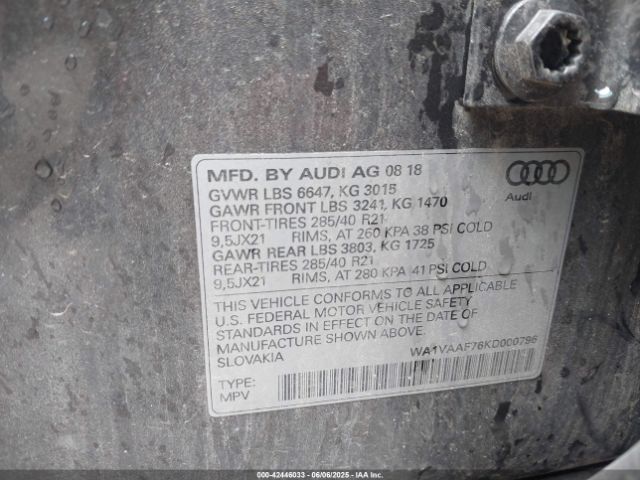 MFD. BY AUDI AG 08 18
GVWR LBS 6647, KG 3015
GAWR FRONT LBS 3241, KG 1470
FRONT-TIRES 285/40 R21
9,5JX21 RIMS, AT 260 KPA 38 PSI COLD
GAWR REAR LBS 3803, KG 1725
REAR-TIRES 285/40 R21
9,5JX21 RIMS, AT 280 KPA 41 PSI COLD
THIS VEHICLE CONFORMS TO ALL APPLICABLE
U.S. FEDERAL MOTOR VEHICLE SAFETY
STANDARDS IN EFFECT ON THE DATE OF
MANUFACTURE SHOWN ABOVE.
SLOVAKIA
WA1VAAF76KD000796
TYPE:
MPV
Audi
00-42446033 - 06/06/2025 - IAAI.COM